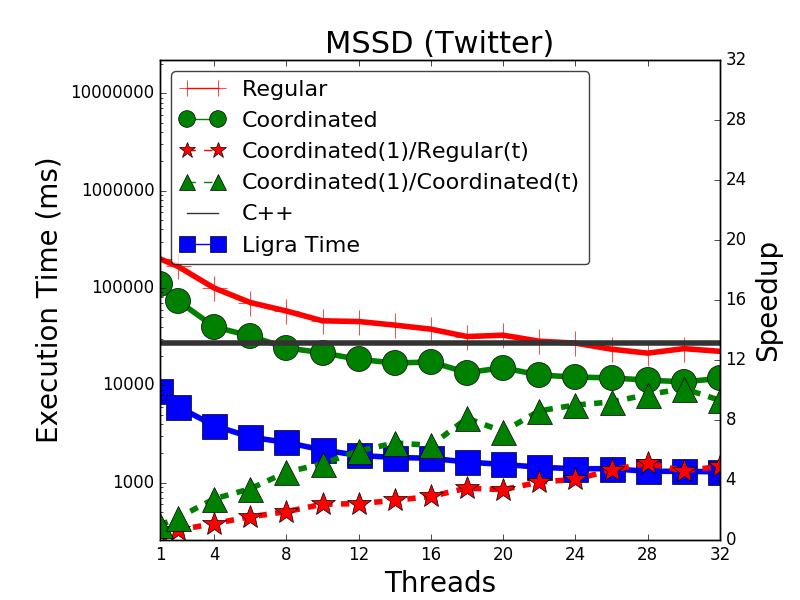 MSSD (Twitter)
Regular
Coordinated
Coordinated(1)/Regular(t)
Coordinated(1)/Coordinated(t)
C++
Ligra Time
Execution Time (ms)
10000000
1000000
100000
10000
1000
32
28
24
20
16
12
8
4
0
Speedup
1 4 8 12 16 20 24 28 32
Threads